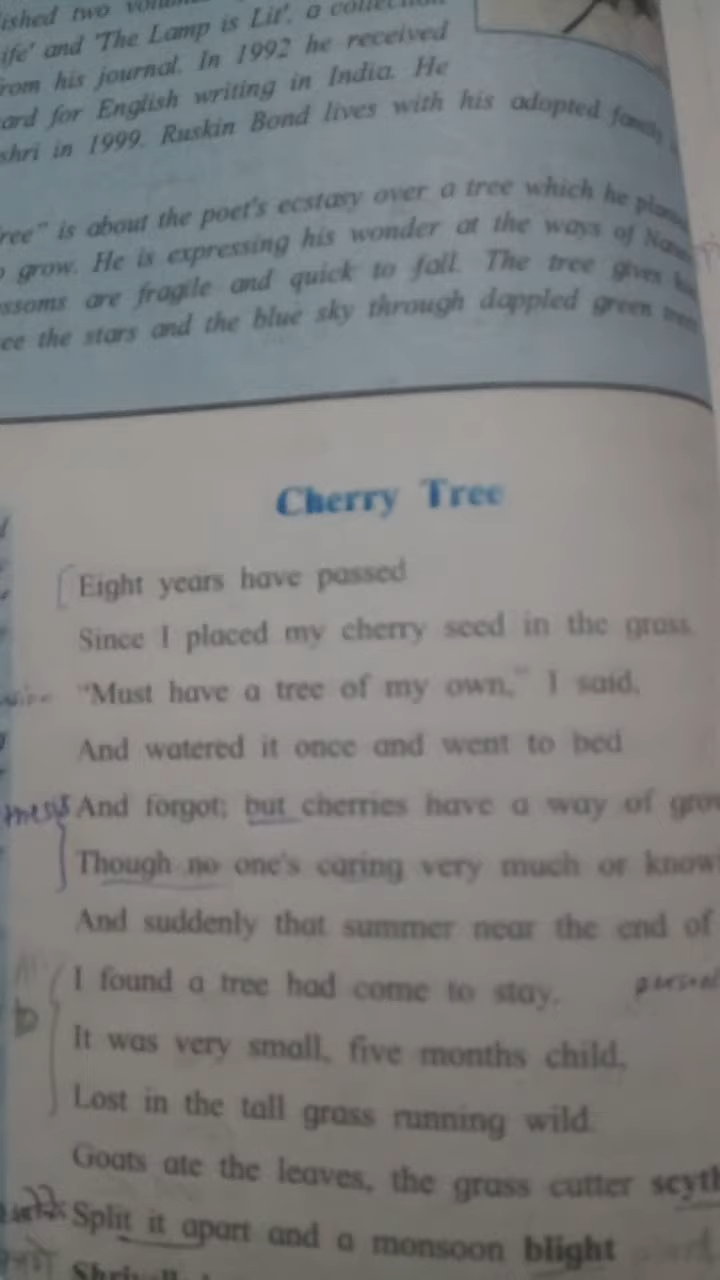 ished two
ife' and 'The Lamp is Lit', a collection
rom his journal. In 1992 he received
ard for English writing in India. He
shri in 1999. Ruskin Bond lives with his adopted family
ree" is about the poet's ecstasy over a tree which he
o grow. He is expressing his wonder at the ways of
ssoms are fragile and quick to fall. The tree gives
ee the stars and the blue sky through dappled green
Cherry Tree
Eight years have passed
Since I placed my cherry seed in the grass.
"Must have a tree of my own," I said,
And watered it once and went to bed
And forgot; but cherries have a way of grow
Though no one's caring very much or know
And suddenly that summer near the end of
I found a tree had come to stay.
It was very small, five months child,
Lost in the tall grass running wild.
Goats ate the leaves, the grass cutter scyth
Split it apart and a monsoon blight